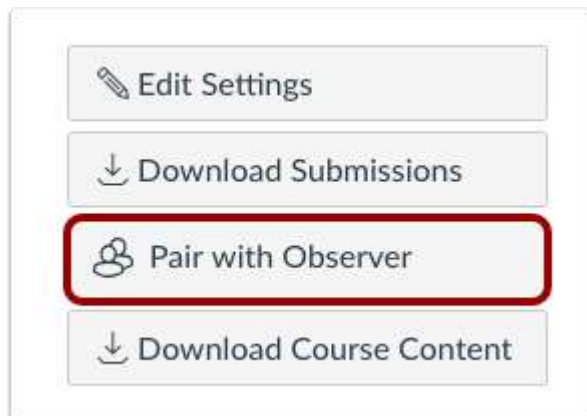 Edit Settings
Download Submissions
Pair with Observer
Download Course Content